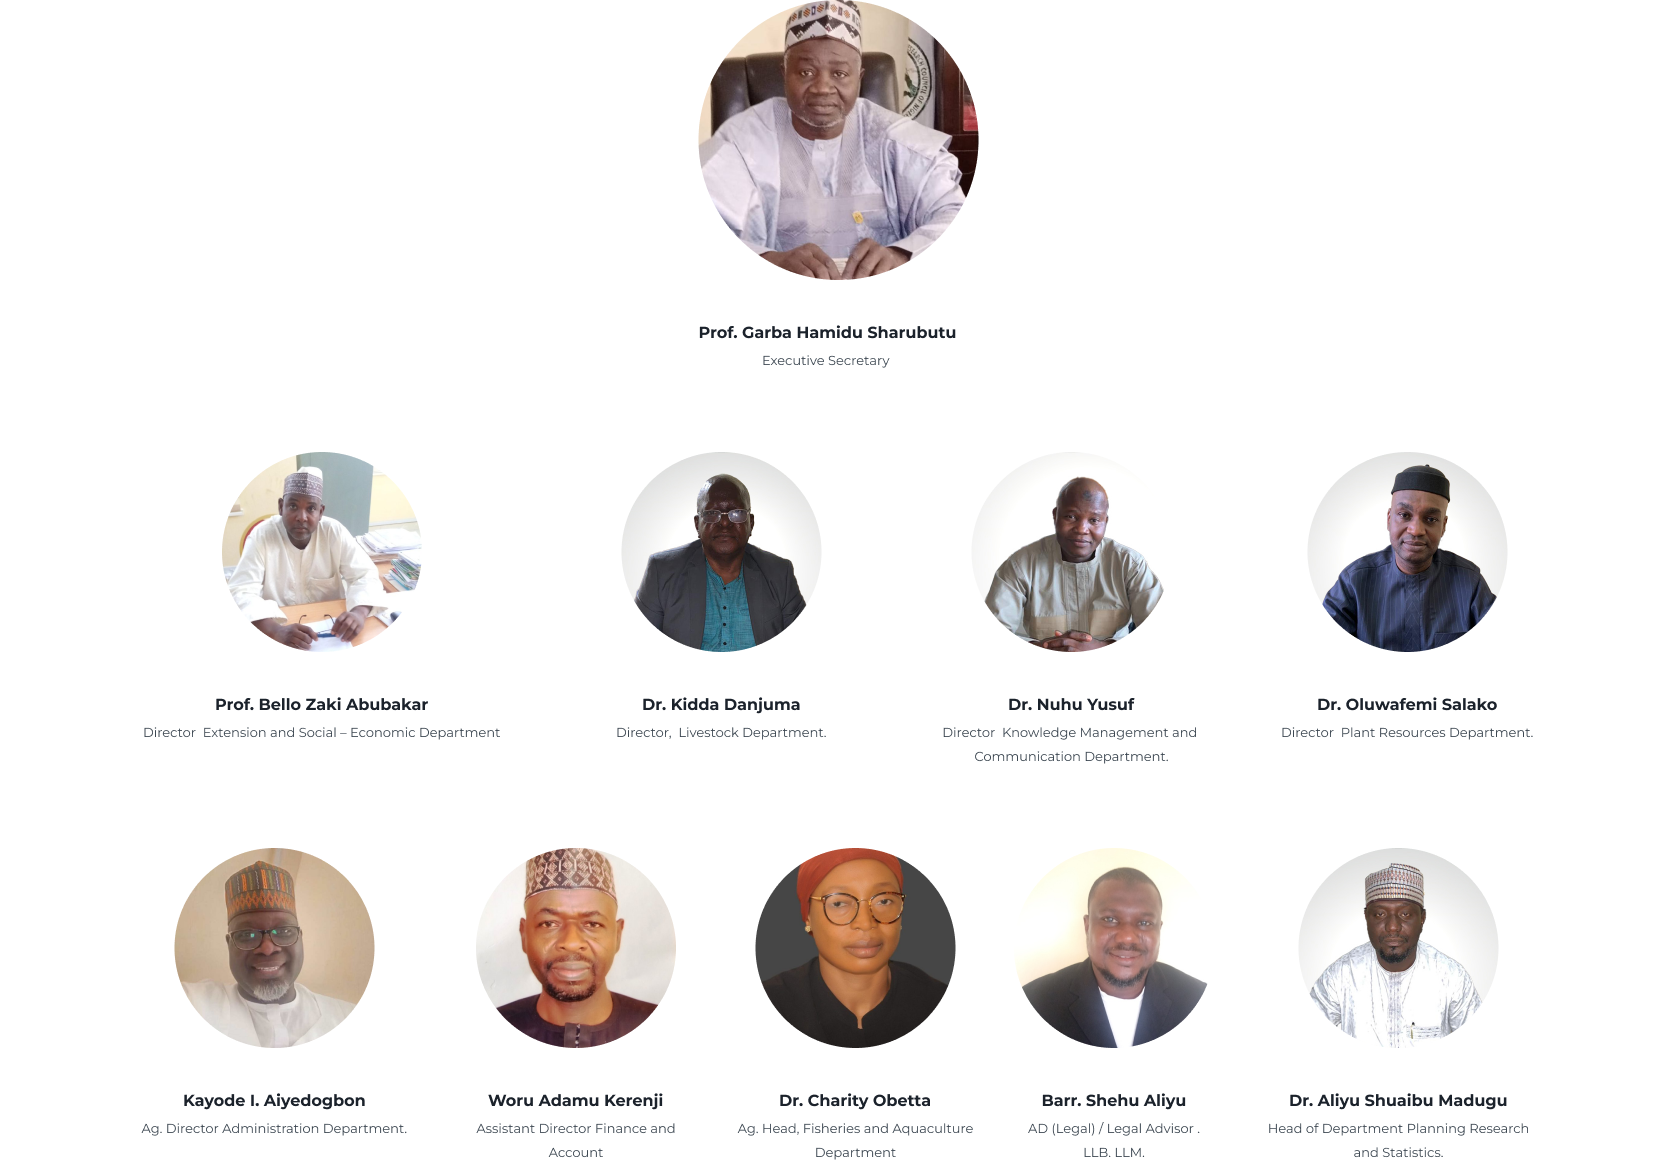 ARCH COUNCIL OF NIGER
Prof. Garba Hamidu Sharubutu
Executive Secretary
Prof. Bello Zaki Abubakar
Director Extension and Social – Economic Department
Dr. Kidda Danjuma
Director, Livestock Department.
Dr. Nuhu Yusuf
Director Knowledge Management and
Communication Department.
Dr. Oluwafemi Salako
Director Plant Resources Department.
Kayode I. Aiyedogbon
Ag. Director Administration Department.
Woru Adamu Kerenji
Assistant Director Finance and
Account
Dr. Charity Obetta
Ag. Head, Fisheries and Aquaculture
Department
Barr. Shehu Aliyu
AD (Legal) / Legal Advisor .
LLB. LLM.
Dr. Aliyu Shuaibu Madugu
Head of Department Planning Research
and Statistics.